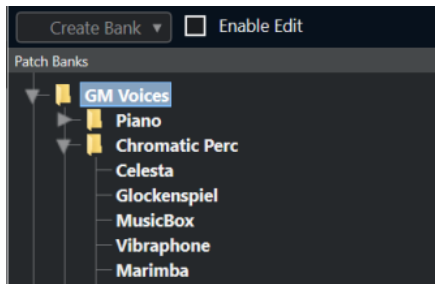 Create Bank Enable Edit
Patch Banks
GM Voices
Piano
Chromatic Perc
Celesta
Glockenspiel
MusicBox
Vibraphone
Marimba